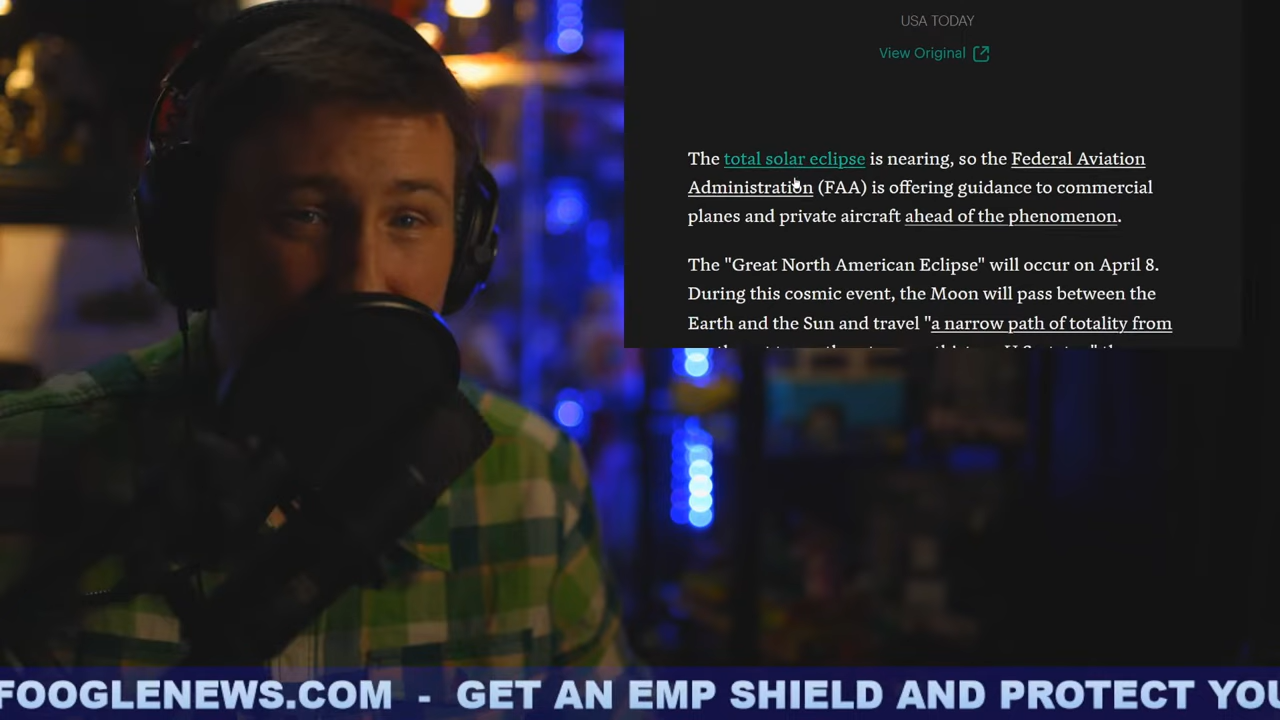 USA TODAY
View Original
The total solar eclipse is nearing, so the Federal Aviation
Administration (FAA) is offering guidance to commercial
planes and private aircraft ahead of the phenomenon.
The "Great North American Eclipse" will occur on April 8.
During this cosmic event, the Moon will pass between the
Earth and the Sun and travel "a narrow path of totality from
FOOGLENEWS.COM - GET AN EMP SHIELD AND PROTECT YOU